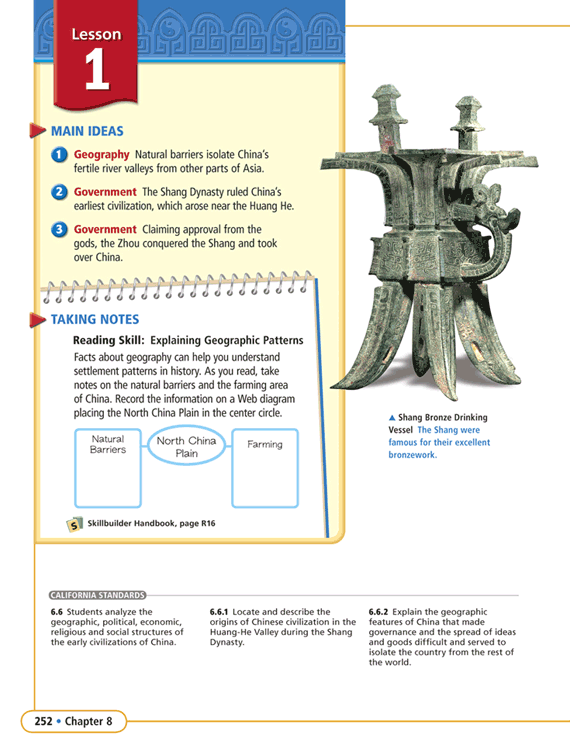 Lesson
1
MAIN IDEAS
1 Geography Natural barriers isolate China's
fertile river valleys from other parts of Asia.
2 Government The Shang Dynasty ruled China's
earliest civilization, which arose near the Huang He.
3 Government Claiming approval from the
gods, the Zhou conquered the Shang and took
over China.
TAKING NOTES
Reading Skill: Explaining Geographic Patterns
Facts about geography can help you understand
settlement patterns in history. As you read, take
notes on the natural barriers and the farming area
of China. Record the information on a Web diagram
placing the North China Plain in the center circle.
Natural
Barriers
North China
Plain
Farming
S Skillbuilder Handbook, page R16
▲ Shang Bronze Drinking
Vessel The Shang were
famous for their excellent
bronzework.
CALIFORNIA STANDARDS
6.6 Students analyze the
geographic, political, economic,
religious and social structures of
the early civilizations of China.
6.6.1 Locate and describe the
origins of Chinese civilization in the
Huang-He Valley during the Shang
Dynasty.
6.6.2 Explain the geographic
features of China that made
governance and the spread of ideas
and goods difficult and served to
isolate the country from the rest of
the world.
252 • Chapter 8